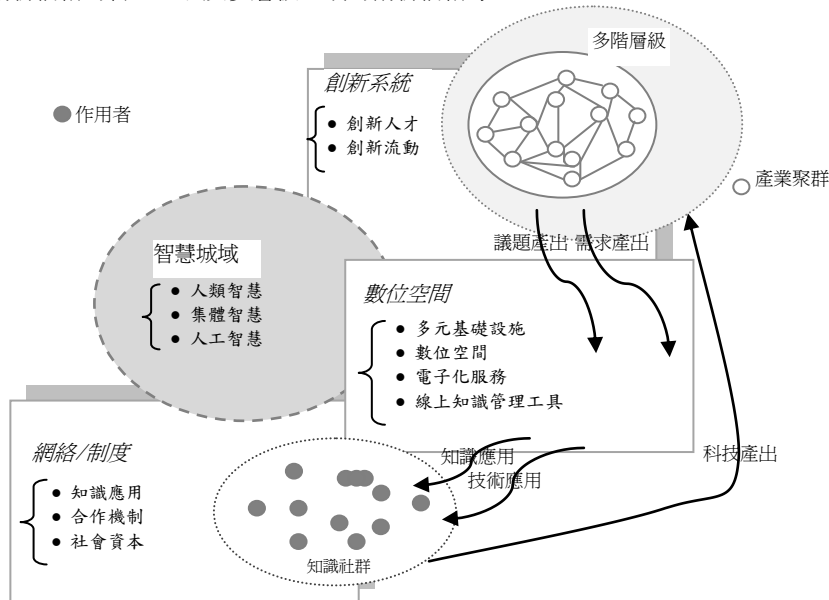 多階層級
創新系統
● 創新人才
● 創新流動
作用者
產業聚群
議題產出 需求產出
智慧城域
● 人類智慧
● 集體智慧
● 人工智慧
數位空間
● 多元基礎設施
● 數位空間
● 電子化服務
● 線上知識管理工具
網絡/制度
● 知識應用
● 合作機制
● 社會資本
知識應用
技術應用
科技產出
知識社群